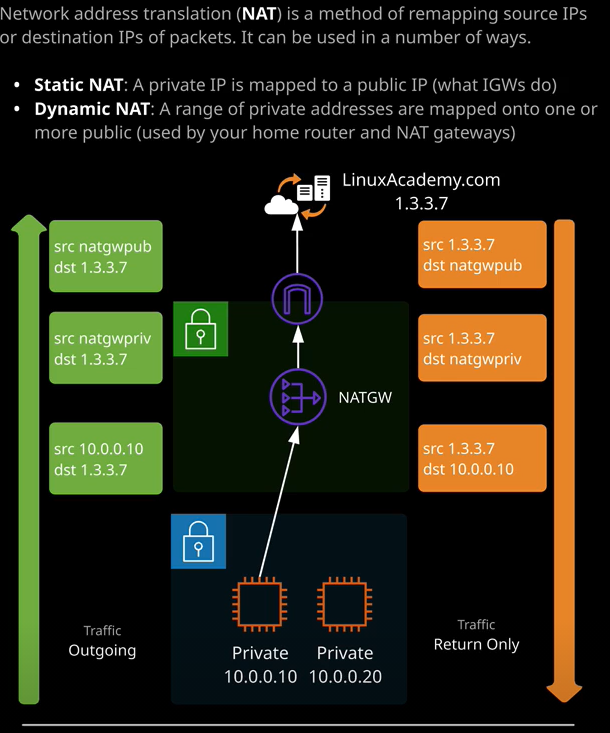 Network address translation (NAT) is a method of remapping source IPs
or destination IPs of packets. It can be used in a number of ways.
• Static NAT: A private IP is mapped to a public IP (what IGWs do)
• Dynamic NAT: A range of private addresses are mapped onto one or
more public (used by your home router and NAT gateways)
LinuxAcademy.com
1.3.3.7
src natgwpub
dst 1.3.3.7
src 1.3.3.7
dst natgwpub
src natgwpriv
dst 1.3.3.7
src 1.3.3.7
dst natgwpriv
NATGW
src 10.0.0.10
dst 1.3.3.7
src 1.3.3.7
dst 10.0.0.10
Traffic
Outgoing
Private
10.0.0.10
Private
10.0.0.20
Traffic
Return Only